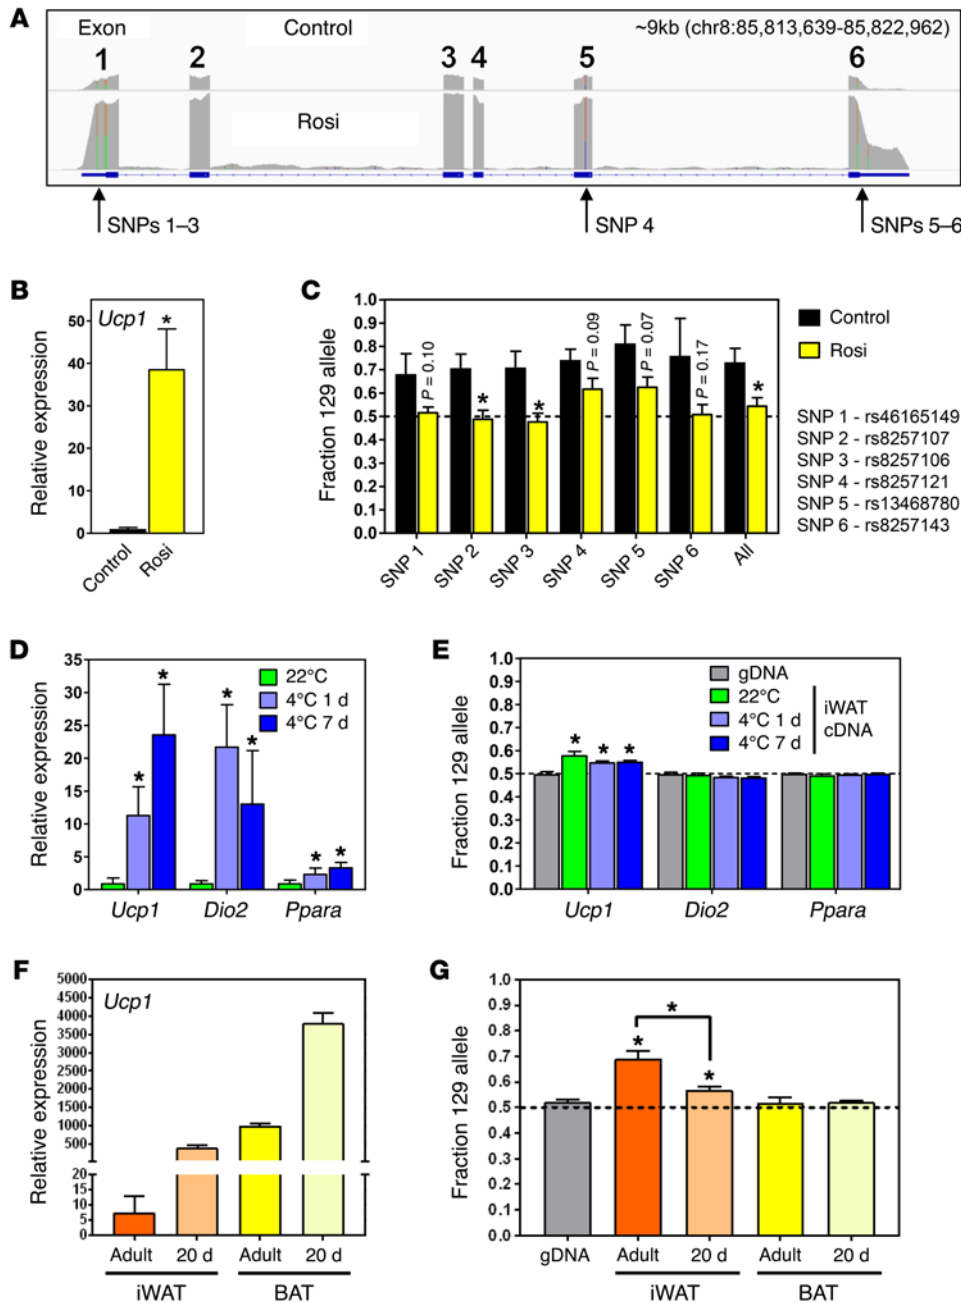 A
Exon
Control
~9kb (chr8:85,813,639-85,822,962)
1 2 3 4 5 6
Rosi
SNPs 1–3
SNP 4
SNPs 5–6
B
Relative expression
Ucp1
*
50
40
30
20
10
0
Control
Rosi
C
Fraction 129 allele
1.0
0.9
0.8
0.7
0.6
0.5
0.4
0.3
0.2
0.1
0.0
P = 0.10
*
*
P = 0.09
P = 0.07
P = 0.17
*
SNP 1
SNP 2
SNP 3
SNP 4
SNP 5
SNP 6
All
Control
Rosi
SNP 1 - rs46165149
SNP 2 - rs8257107
SNP 3 - rs8257106
SNP 4 - rs8257121
SNP 5 - rs13468780
SNP 6 - rs8257143
D
Relative expression
35
30
25
20
15
10
5
0
22°C
4°C 1 d
4°C 7 d
* * * * * *
Ucp1 Dio2 Ppara
E
Fraction 129 allele
1.0
0.9
0.8
0.7
0.6
0.5
0.4
0.3
0.2
0.1
0.0
gDNA
22°C
4°C 1 d
4°C 7 d
iWAT
cDNA
* * *
Ucp1 Dio2 Ppara
F
Relative expression
Ucp1
5000
4500
4000
3500
3000
2500
2000
1500
1000
500
20
15
10
5
0
Adult 20 d Adult 20 d
iWAT BAT
G
Fraction 129 allele
1.0
0.9
0.8
0.7
0.6
0.5
0.4
0.3
0.2
0.1
0.0
*
*
*
gDNA Adult 20 d Adult 20 d
iWAT BAT